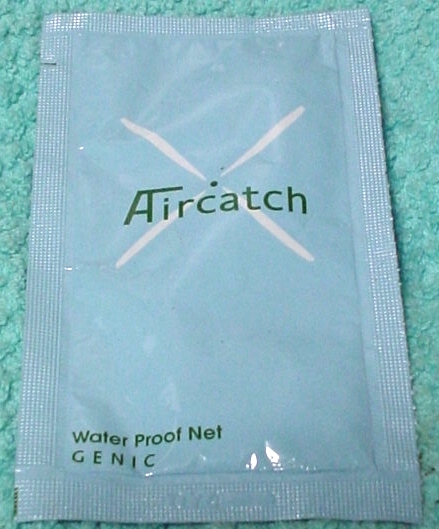 Aircatch
Water Proof Net
GENIC